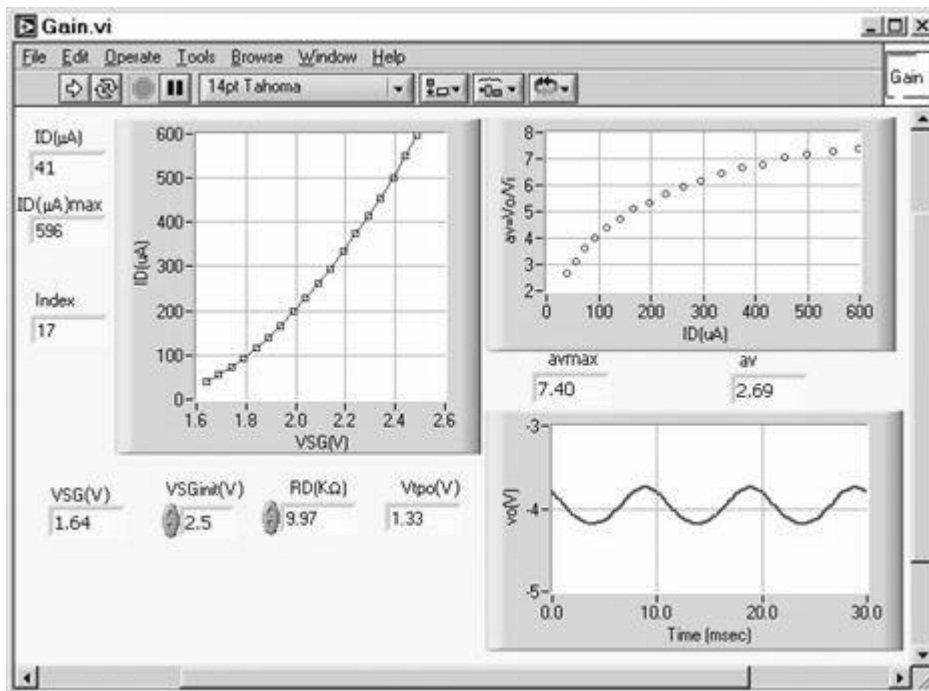 Gain.vi
File Edit Operate Tools Browse Window Help
14pt Tahoma
Gain
ID(µA)
41
ID(µA)max
596
Index
17
600
500
400
300
200
100
0
ID(uA)
1.6 1.8 2.0 2.2 2.4 2.6
VSG(V)
8
7
6
5
4
3
2
av=Vo/Vi
0 100 200 300 400 500 600
ID(uA)
avmax
7.40
av
2.69
VSG(V)
1.64
VSGinit(V)
2.5
RD(KΩ)
9.97
Vtpo(V)
1.33
-3
-4
-5
vo(V)
0.0 10.0 20.0 30.0
Time (msec)